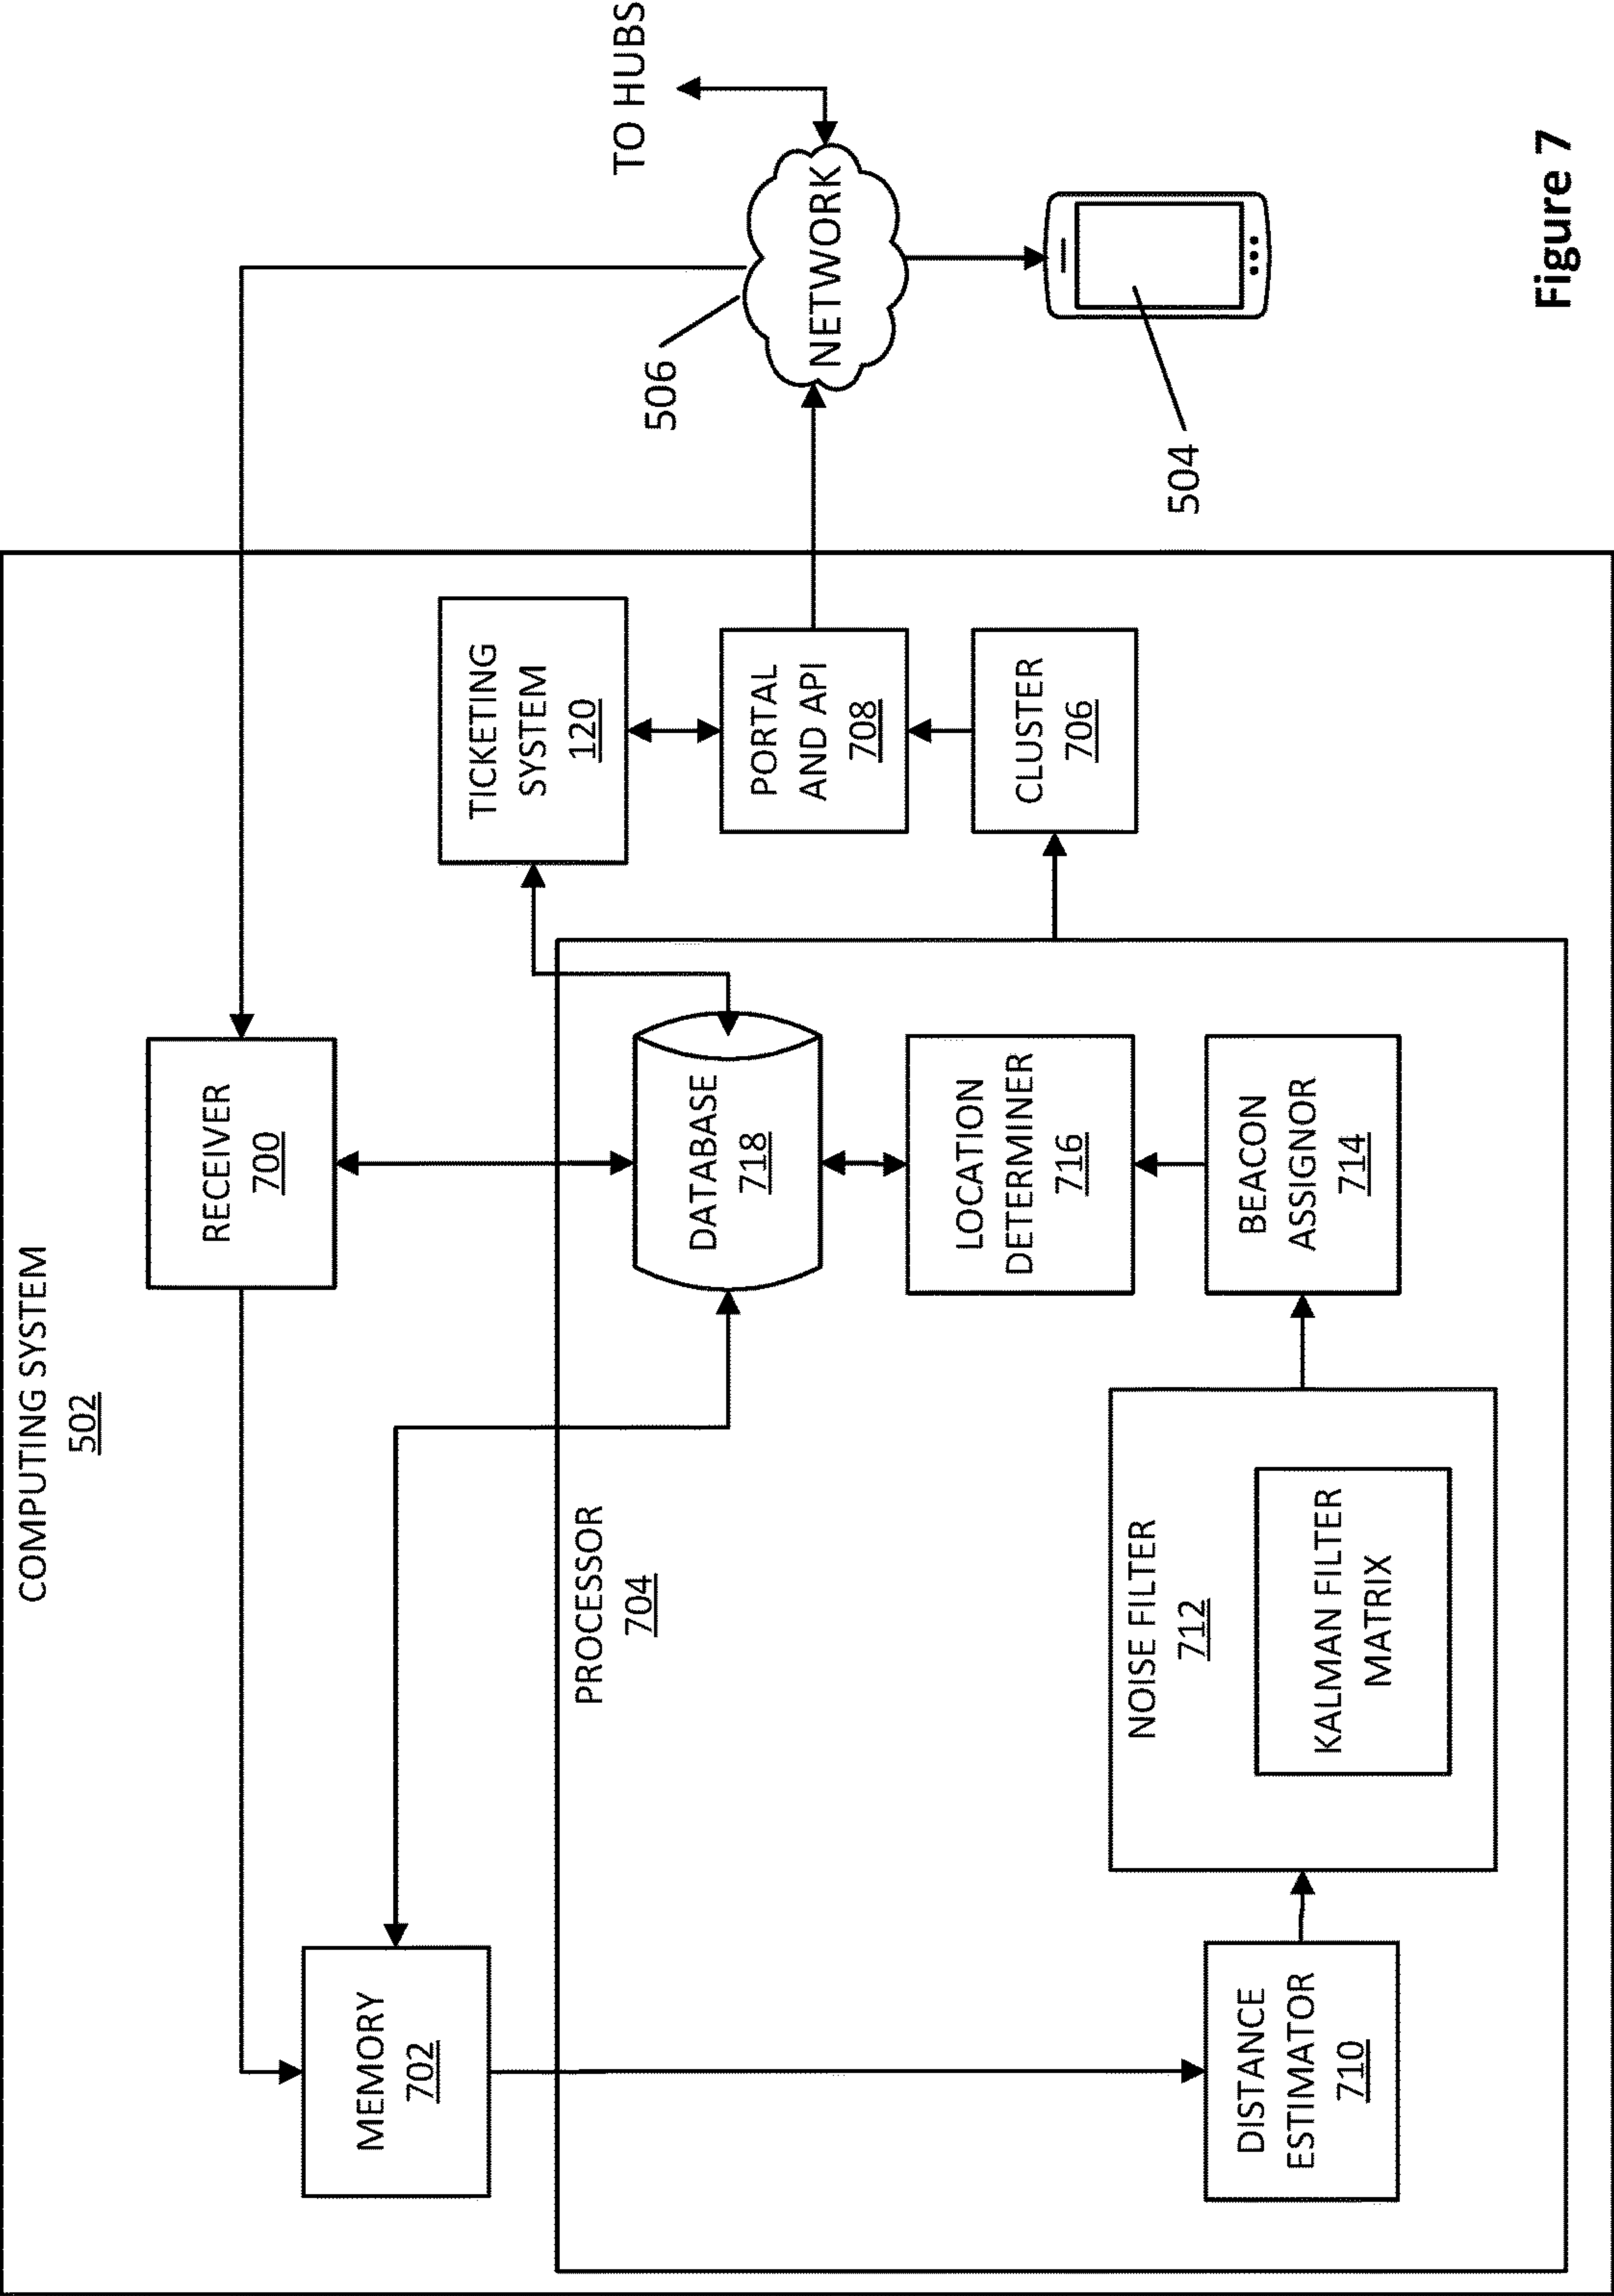 COMPUTING SYSTEM
502
MEMORY
702
RECEIVER
700
TICKETING
SYSTEM
120
PROCESSOR
704
DATABASE
718
PORTAL
AND API
708
LOCATION
DETERMINER
716
CLUSTER
706
NOISE FILTER
712
KALMAN FILTER
MATRIX
DISTANCE
ESTIMATOR
710
BEACON
ASSIGNOR
714
TO HUBS
506
NETWORK
504
Figure 7